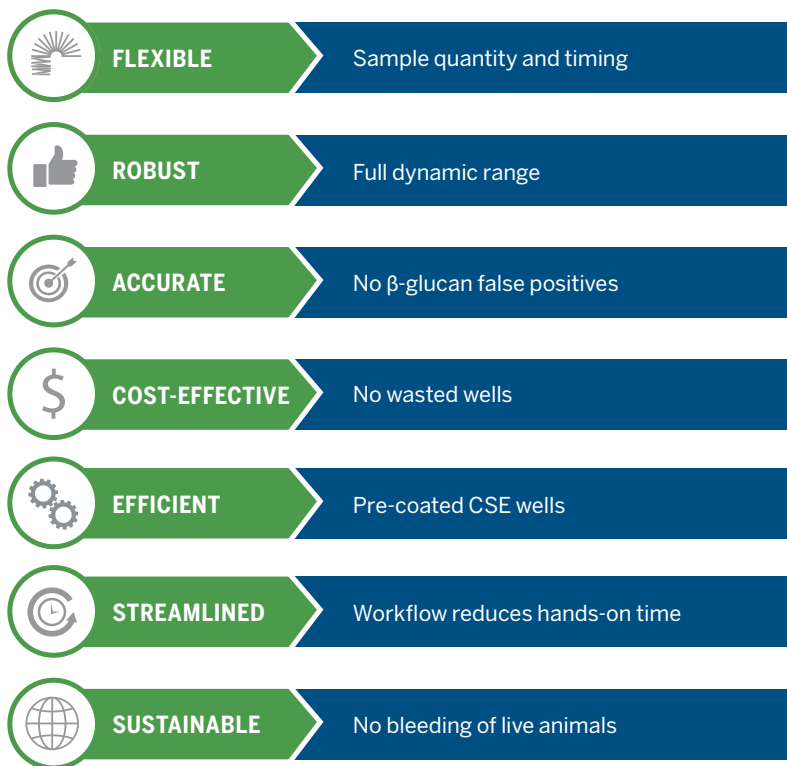 FLEXIBLE Sample quantity and timing
ROBUST Full dynamic range
ACCURATE No β-glucan false positives
$ COST-EFFECTIVE No wasted wells
EFFICIENT Pre-coated CSE wells
STREAMLINED Workflow reduces hands-on time
SUSTAINABLE No bleeding of live animals